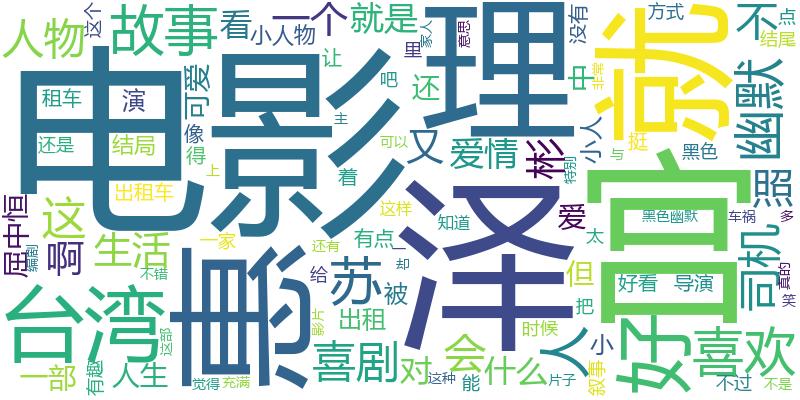 电影
理
就
惠
泽
品
台湾
故事
人物
一个
就是
看
小人物
这个
没有
方式
点
不
结尾
可爱
让
里
家人
意思
还
中
非常
幽默
租车
演
吧
还是
结局
像
得
主
可以
又
爱情
彬
特别
小人
挺
与
黑色
照
出租车
上
着
这样
知道
爱
黑色幽默
车祸
多
屈中恒
编剧
这
啊
生活
不错
一家
有点
还有
一
却
太
司机
真的
笑
给
苏
被
但
把
好看
导演
影片
出租
时候
这部
喜剧
对
会
什么
人
小
好
喜欢
一部
有趣
人生
觉得
充满
这种
能
片子
叙事
不过
不是